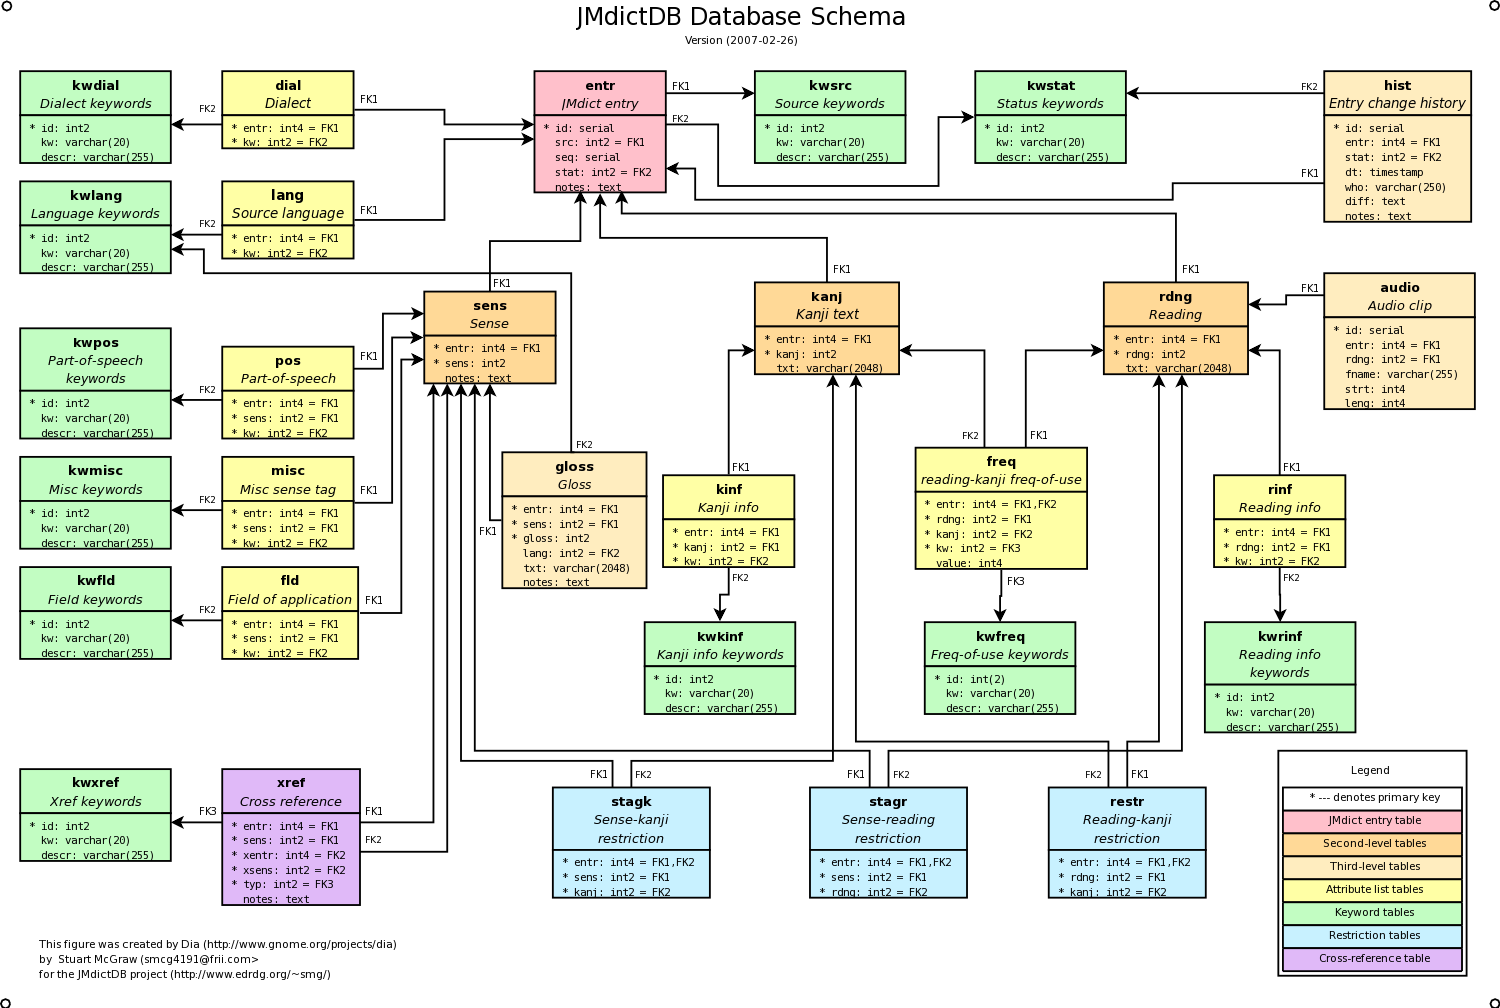 JMdictDB Database Schema
Version (2007-02-26)
kwdial
Dialect keywords
* id: int2
kw: varchar(20)
descr: varchar(255)
FK2
dial
Dialect
* entr: int4 = FK1
* kw: int2 = FK2
FK1
entr
JMdict entry
* id: serial
src: int2 = FK1
seq: serial
stat: int2 = FK2
notes: text
FK1
FK2
kwsrc
Source keywords
* id: int2
kw: varchar(20)
descr: varchar(255)
kwstat
Status keywords
* id: int2
kw: varchar(20)
descr: varchar(255)
FK2
FK1
hist
Entry change history
* id: serial
entr: int4 = FK1
stat: int2 = FK2
dt: timestamp
who: varchar(250)
diff: text
notes: text
kwlang
Language keywords
* id: int2
kw: varchar(20)
descr: varchar(255)
FK2
lang
Source language
* entr: int4 = FK1
* kw: int2 = FK2
FK1
FK1
sens
Sense
* entr: int4 = FK1
* sens: int2
notes: text
FK1
kanj
Kanji text
* entr: int4 = FK1
* kanj: int2
txt: varchar(2048)
FK1
rdng
Reading
* entr: int4 = FK1
* rdng: int2
txt: varchar(2048)
FK1
audio
Audio clip
* id: serial
entr: int4 = FK1
rdng: int2 = FK1
fname: varchar(255)
strt: int4
leng: int4
kwpos
Part-of-speech
keywords
* id: int2
kw: varchar(20)
descr: varchar(255)
FK2
pos
Part-of-speech
* entr: int4 = FK1
* sens: int2 = FK1
* kw: int2 = FK2
FK1
kwmisc
Misc keywords
* id: int2
kw: varchar(20)
descr: varchar(255)
FK2
misc
Misc sense tag
* entr: int4 = FK1
* sens: int2 = FK1
* kw: int2 = FK2
FK1
FK2
gloss
Gloss
* entr: int4 = FK1
* sens: int2 = FK1
* gloss: int2
lang: int2 = FK2
txt: varchar(2048)
notes: text
FK1
FK1
kinf
Kanji info
* entr: int4 = FK1
* kanj: int2 = FK1
* kw: int2 = FK2
FK2
FK2
FK1
freq
reading-kanji freq-of-use
* entr: int4 = FK1,FK2
* rdng: int2 = FK1
* kanj: int2 = FK2
* kw: int2 = FK3
value: int4
FK3
FK1
rinf
Reading info
* entr: int4 = FK1
* rdng: int2 = FK1
* kw: int2 = FK2
FK2
kwfld
Field keywords
* id: int2
kw: varchar(20)
descr: varchar(255)
FK2
fld
Field of application
* entr: int4 = FK1
* sens: int2 = FK1
* kw: int2 = FK2
FK1
kwkinf
Kanji info keywords
* id: int2
kw: varchar(20)
descr: varchar(255)
kwfreq
Freq-of-use keywords
* id: int(2)
kw: varchar(20)
descr: varchar(255)
kwrinf
Reading info
keywords
* id: int2
kw: varchar(20)
descr: varchar(255)
kwxref
Xref keywords
* id: int2
kw: varchar(20)
descr: varchar(255)
FK3
xref
Cross reference
* entr: int4 = FK1
* sens: int2 = FK1
* xentr: int4 = FK2
* xsens: int2 = FK2
* typ: int2 = FK3
notes: text
FK1
FK2
FK1
FK2
stagk
Sense-kanji
restriction
* entr: int4 = FK1,FK2
* sens: int2 = FK1
* kanj: int2 = FK2
FK1
FK2
stagr
Sense-reading
restriction
* entr: int4 = FK1,FK2
* sens: int2 = FK1
* rdng: int2 = FK2
FK2
FK1
restr
Reading-kanji
restriction
* entr: int4 = FK1,FK2
* rdng: int2 = FK1
* kanj: int2 = FK2
Legend
* --- denotes primary key
JMdict entry table
Second-level tables
Third-level tables
Attribute list tables
Keyword tables
Restriction tables
Cross-reference table
This figure was created by Dia (http://www.gnome.org/projects/dia)
by Stuart McGraw (smcg4191@frii.com>
for the JMdictDB project (http://www.edrdg.org/~smg/)